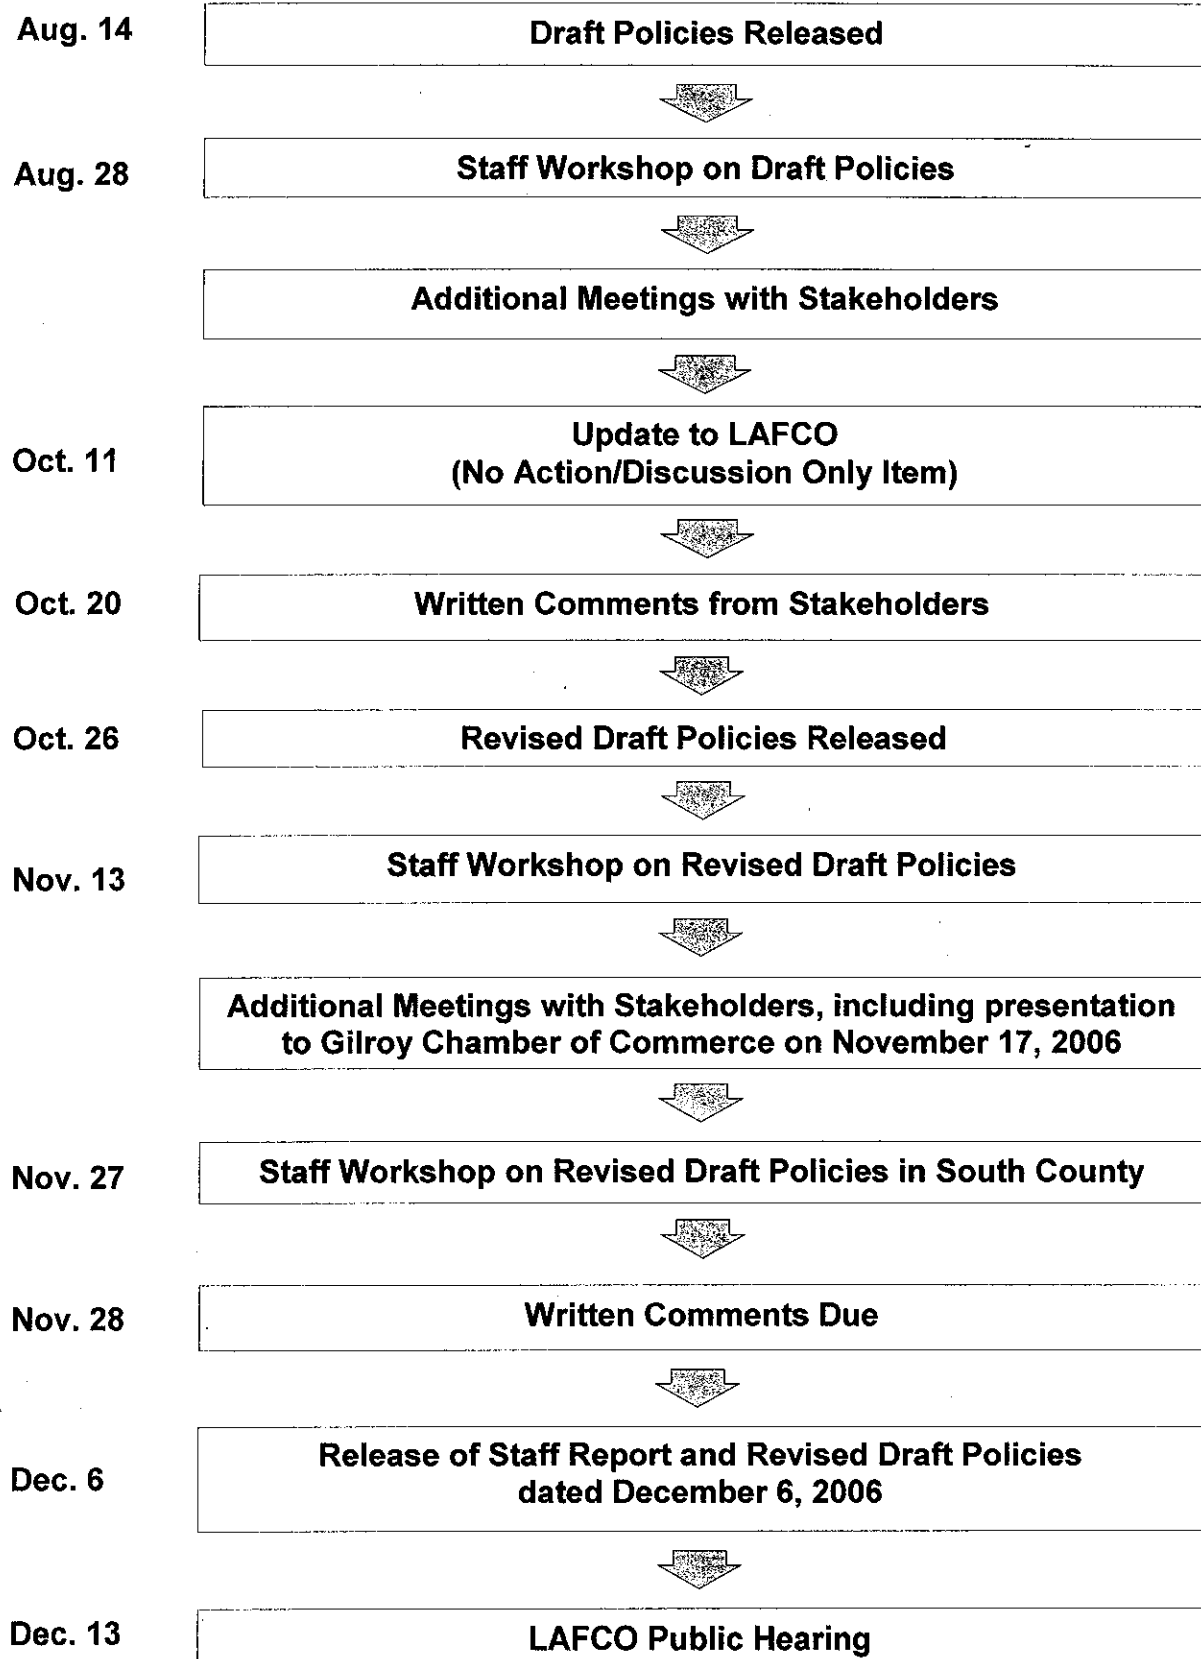 Aug. 14
Draft Policies Released
Aug. 28
Staff Workshop on Draft Policies
Additional Meetings with Stakeholders
Oct. 11
Update to LAFCO
(No Action/Discussion Only Item)
Oct. 20
Written Comments from Stakeholders
Oct. 26
Revised Draft Policies Released
Nov. 13
Staff Workshop on Revised Draft Policies
Additional Meetings with Stakeholders, including presentation
to Gilroy Chamber of Commerce on November 17, 2006
Nov. 27
Staff Workshop on Revised Draft Policies in South County
Nov. 28
Written Comments Due
Dec. 6
Release of Staff Report and Revised Draft Policies
dated December 6, 2006
Dec. 13
LAFCO Public Hearing